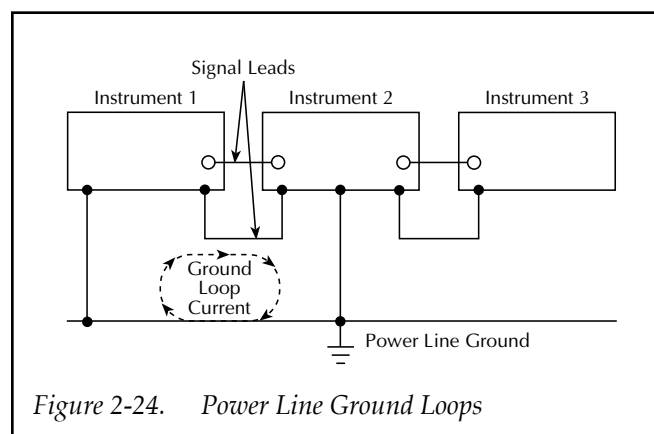 Signal Leads
Instrument 1
Instrument 2
Instrument 3
Ground
Loop
Current
Power Line Ground
Figure 2-24. Power Line Ground Loops